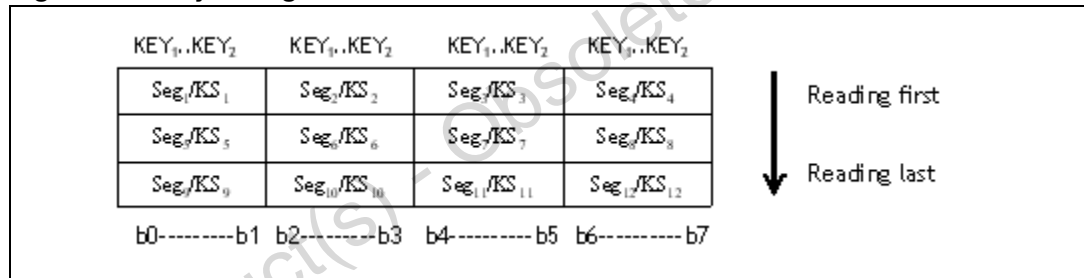 KEY₁..KEY₂ KEY₁..KEY₂ KEY₁..KEY₂ KEY₁..KEY₂
Seg₁/KS₁ Seg₂/KS₂ Seg₃/KS₃ Seg₄/KS₄ Reading first
Seg₅/KS₅ Seg₆/KS₆ Seg₇/KS₇ Seg₈/KS₈
Seg₉/KS₉ Seg₁₀/KS₁₀ Seg₁₁/KS₁₁ Seg₁₂/KS₁₂ Reading last
b0---------b1 b2---------b3 b4----------b5 b6----------b7